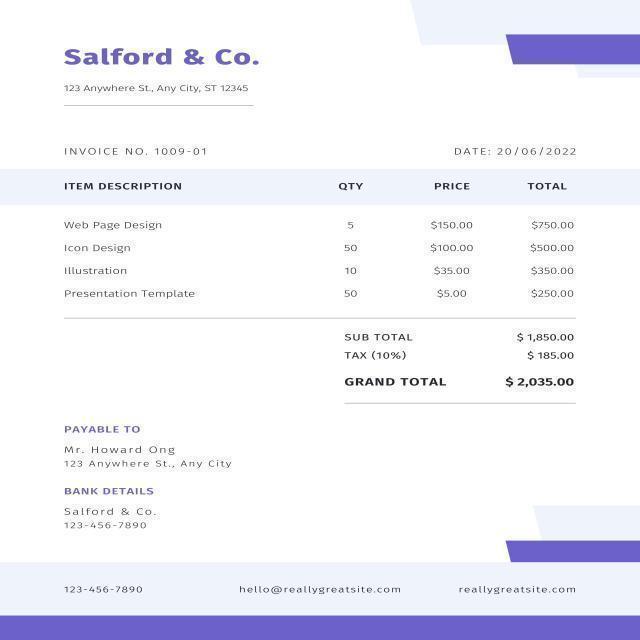 Salford & Co.
123 Anywhere St., Any City, ST 12345
INVOICE NO. 1009-01 DATE: 20/06/2022
ITEM DESCRIPTION QTY PRICE TOTAL
Web Page Design 5 $150.00 $750.00
Icon Design 50 $100.00 $500.00
Illustration 10 $35.00 $350.00
Presentation Template 50 $5.00 $250.00
SUB TOTAL $ 1,850.00
TAX (10%) $ 185.00
GRAND TOTAL $ 2,035.00
PAYABLE TO
Mr. Howard Ong
123 Anywhere St., Any City
BANK DETAILS
Salford & Co.
123-456-7890
123-456-7890 hello@reallygreatsite.com reallygreatsite.com